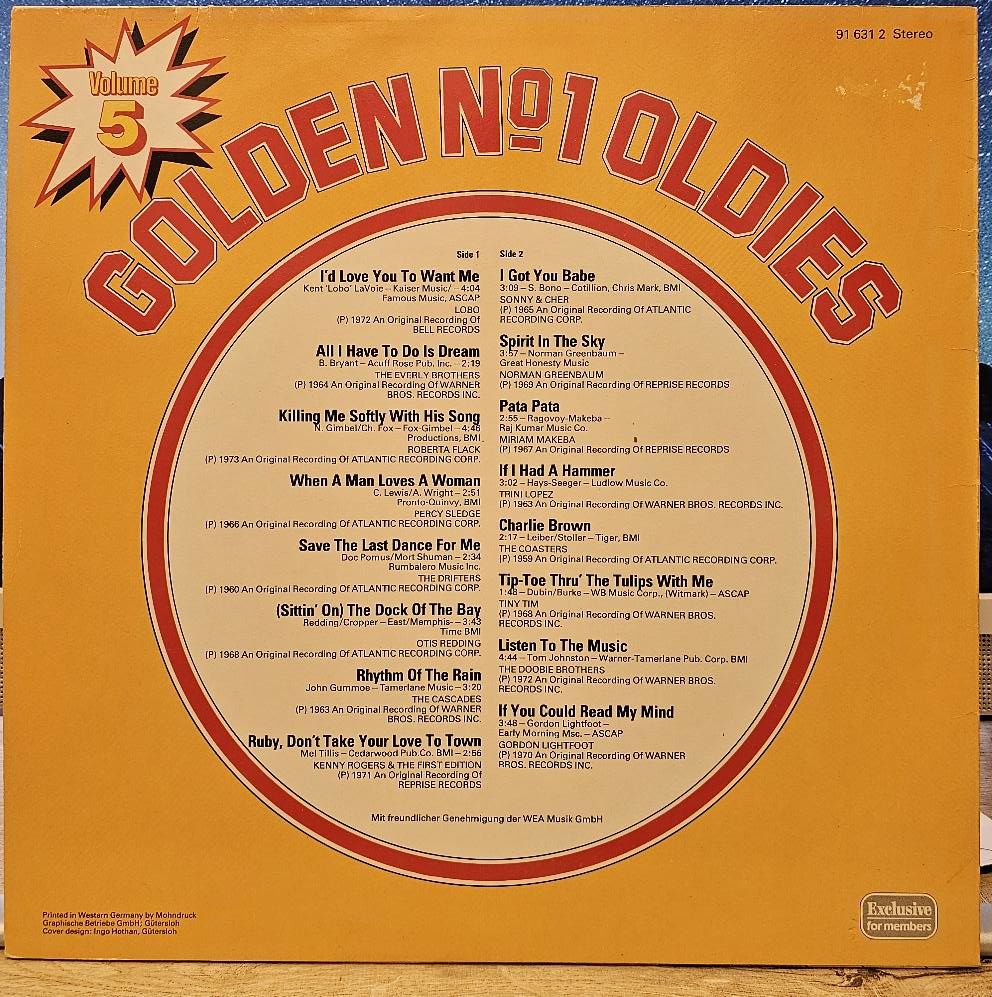 91 631 2 Stereo
Volume
5
GOLDEN No1 OLDIES
Side 1
I'd Love You To Want Me
Kent 'Lobo' LaVoie – Kaiser Music/ – 4:04
Famous Music, ASCAP
LOBO
(P) 1972 An Original Recording Of
BELL RECORDS
All I Have To Do Is Dream
B. Bryant – Acuff Rose Pub. Inc. – 2:19
THE EVERLY BROTHERS
(P) 1964 An Original Recording Of WARNER
BROS. RECORDS INC.
Killing Me Softly With His Song
N. Gimbel/Ch. Fox – Fox-Gimbel – 4:46
Productions, BMI
ROBERTA FLACK
(P) 1973 An Original Recording Of ATLANTIC RECORDING CORP.
When A Man Loves A Woman
C. Lewis/A. Wright – 2:51
Pronto-Quinvy, BMI
PERCY SLEDGE
(P) 1966 An Original Recording Of ATLANTIC RECORDING CORP.
Save The Last Dance For Me
Doc Pomus/Mort Shuman – 2:34
Rumbalero Music Inc.
THE DRIFTERS
(P) 1960 An Original Recording Of ATLANTIC RECORDING CORP.
(Sittin' On) The Dock Of The Bay
Redding/Cropper – East/Memphis- – 3:43
Time BMI
OTIS REDDING
(P) 1968 An Original Recording Of ATLANTIC RECORDING CORP.
Rhythm Of The Rain
John Gummoe – Tamerlane Music – 3:20
THE CASCADES
(P) 1963 An Original Recording Of WARNER
BROS. RECORDS INC.
Ruby, Don't Take Your Love To Town
Mel Tillis – Cedarwood Pub.Co. BMI – 2:56
KENNY ROGERS & THE FIRST EDITION
(P) 1971 An Original Recording Of
REPRISE RECORDS
Side 2
I Got You Babe
3:09 – S. Bono – Cotillion, Chris Mark, BMI
SONNY & CHER
(P) 1965 An Original Recording Of ATLANTIC
RECORDING CORP.
Spirit In The Sky
3:57 – Norman Greenbaum –
Great Honesty Music
NORMAN GREENBAUM
(P) 1969 An Original Recording Of REPRISE RECORDS
Pata Pata
2:55 – Ragovoy-Makeba –
Raj Kumar Music Co.
MIRIAM MAKEBA
(P) 1967 An Original Recording Of REPRISE RECORDS
If I Had A Hammer
3:02 – Hays-Seeger – Ludlow Music Co.
TRINI LOPEZ
(P) 1963 An Original Recording Of WARNER BROS. RECORDS INC.
Charlie Brown
2:17 – Leiber/Stoller – Tiger, BMI
THE COASTERS
(P) 1959 An Original Recording Of ATLANTIC RECORDING CORP.
Tip-Toe Thru' The Tulips With Me
1:48 – Dubin/Burke – WB Music Corp., (Witmark) – ASCAP
TINY TIM
(P) 1968 An Original Recording Of WARNER BROS.
RECORDS INC.
Listen To The Music
4:44 – Tom Johnston – Warner-Tamerlane Pub. Corp. BMI
THE DOOBIE BROTHERS
(P) 1972 An Original Recording Of WARNER BROS.
RECORDS INC.
If You Could Read My Mind
3:48 – Gordon Lightfoot –
Early Morning Msc. – ASCAP
GORDON LIGHTFOOT
(P) 1970 An Original Recording Of WARNER
BROS. RECORDS INC.
Mit freundlicher Genehmigung der WEA Musik GmbH
Printed in Western Germany by Mohndruck
Graphische Betriebe GmbH; Gütersloh
Cover design: Ingo Hothan, Gütersloh
Exclusive
for members